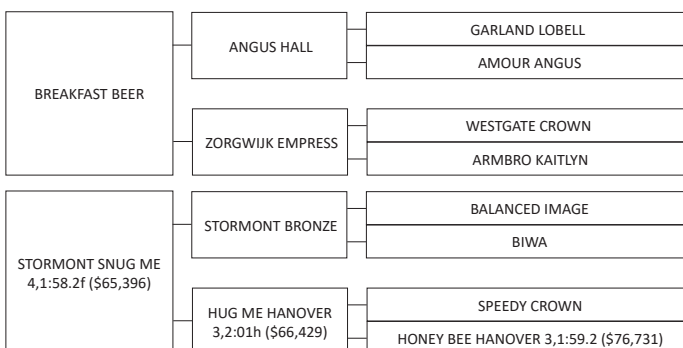 BREAKFAST BEER
ANGUS HALL
GARLAND LOBELL
AMOUR ANGUS
ZORGWIJK EMPRESS
WESTGATE CROWN
ARMBRO KAITLYN
STORMONT SNUG ME
4,1:58.2f ($65,396)
STORMONT BRONZE
BALANCED IMAGE
BIWA
HUG ME HANOVER
3,2:01h ($66,429)
SPEEDY CROWN
HONEY BEE HANOVER 3,1:59.2 ($76,731)